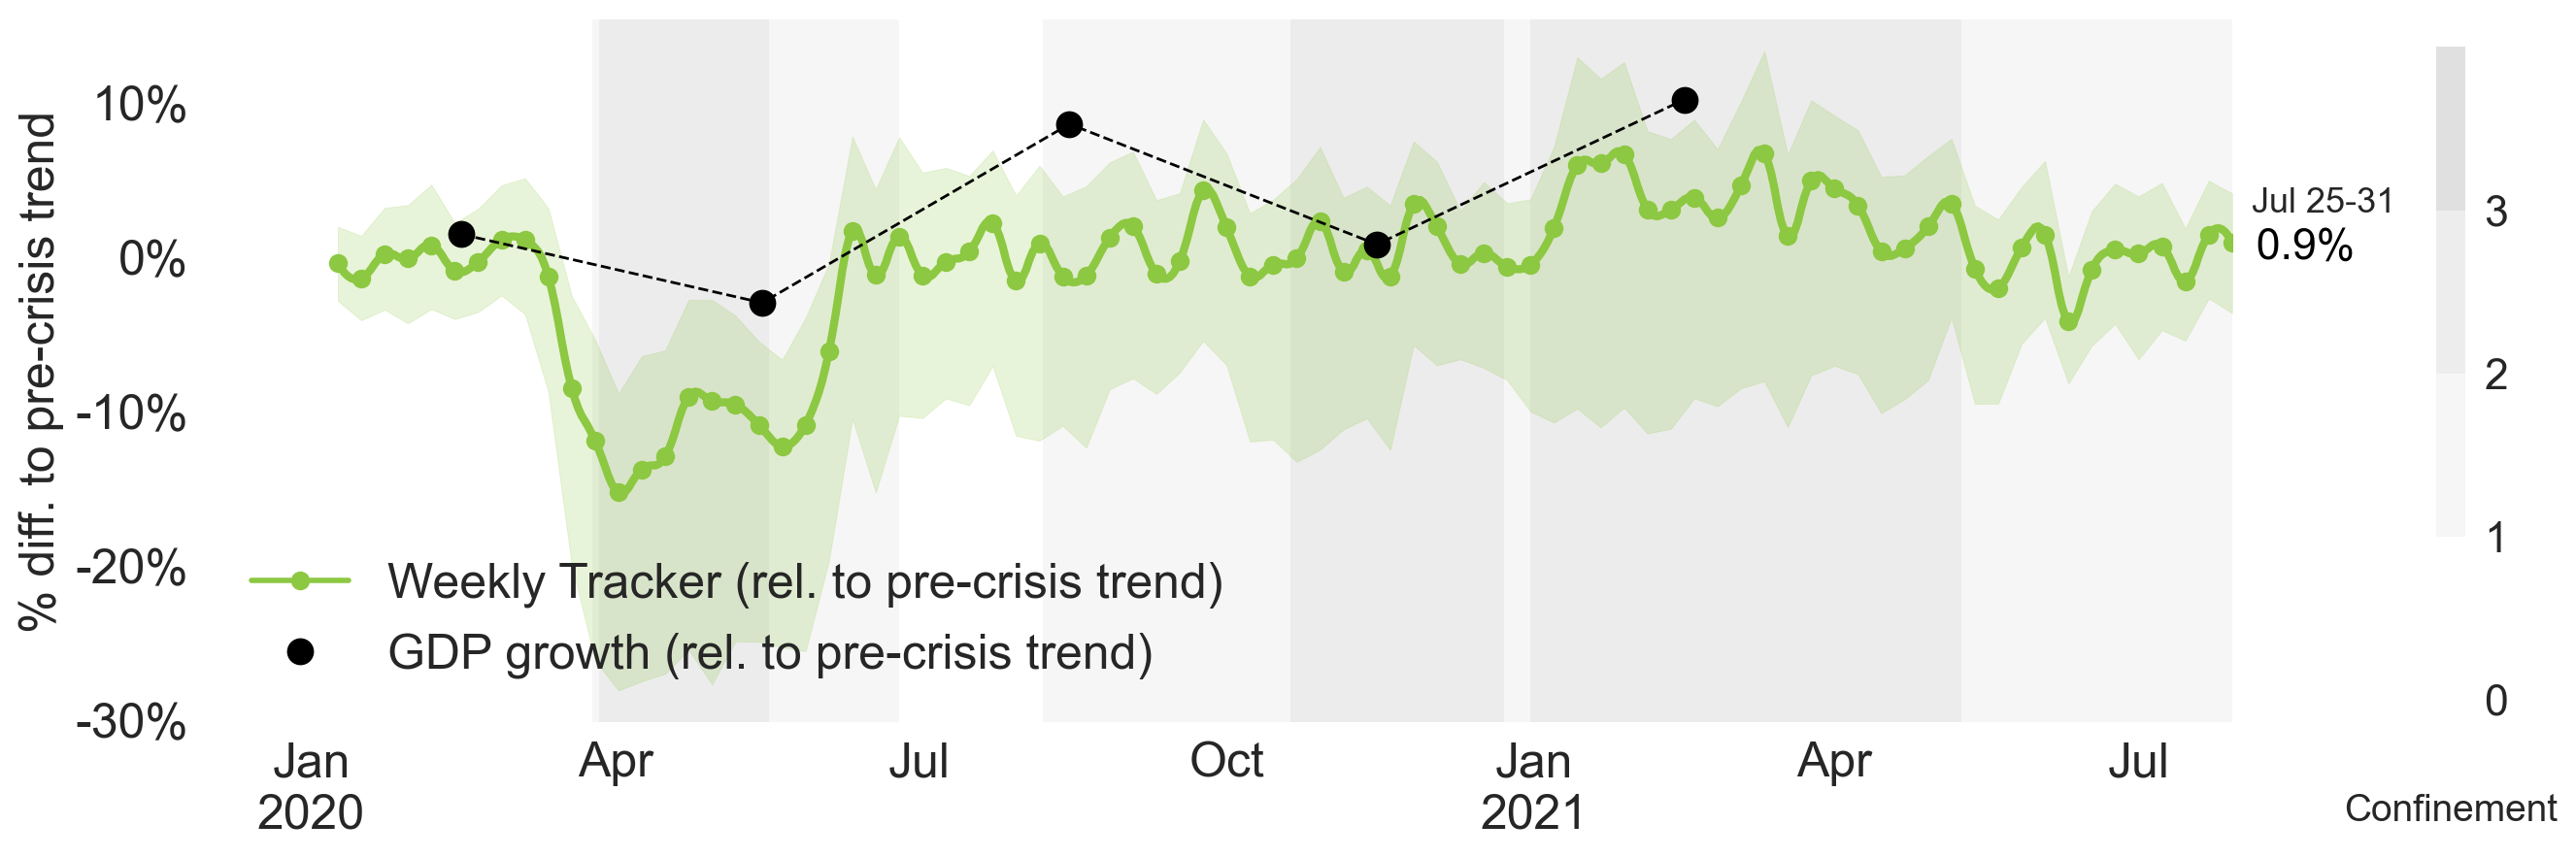 % diff. to pre-crisis trend
10%
0%
-10%
-20%
-30%
Weekly Tracker (rel. to pre-crisis trend)
GDP growth (rel. to pre-crisis trend)
Jan
2020
Apr
Jul
Oct
Jan
2021
Apr
Jul
Jul 25-31
0.9%
3
2
1
0
Confinement